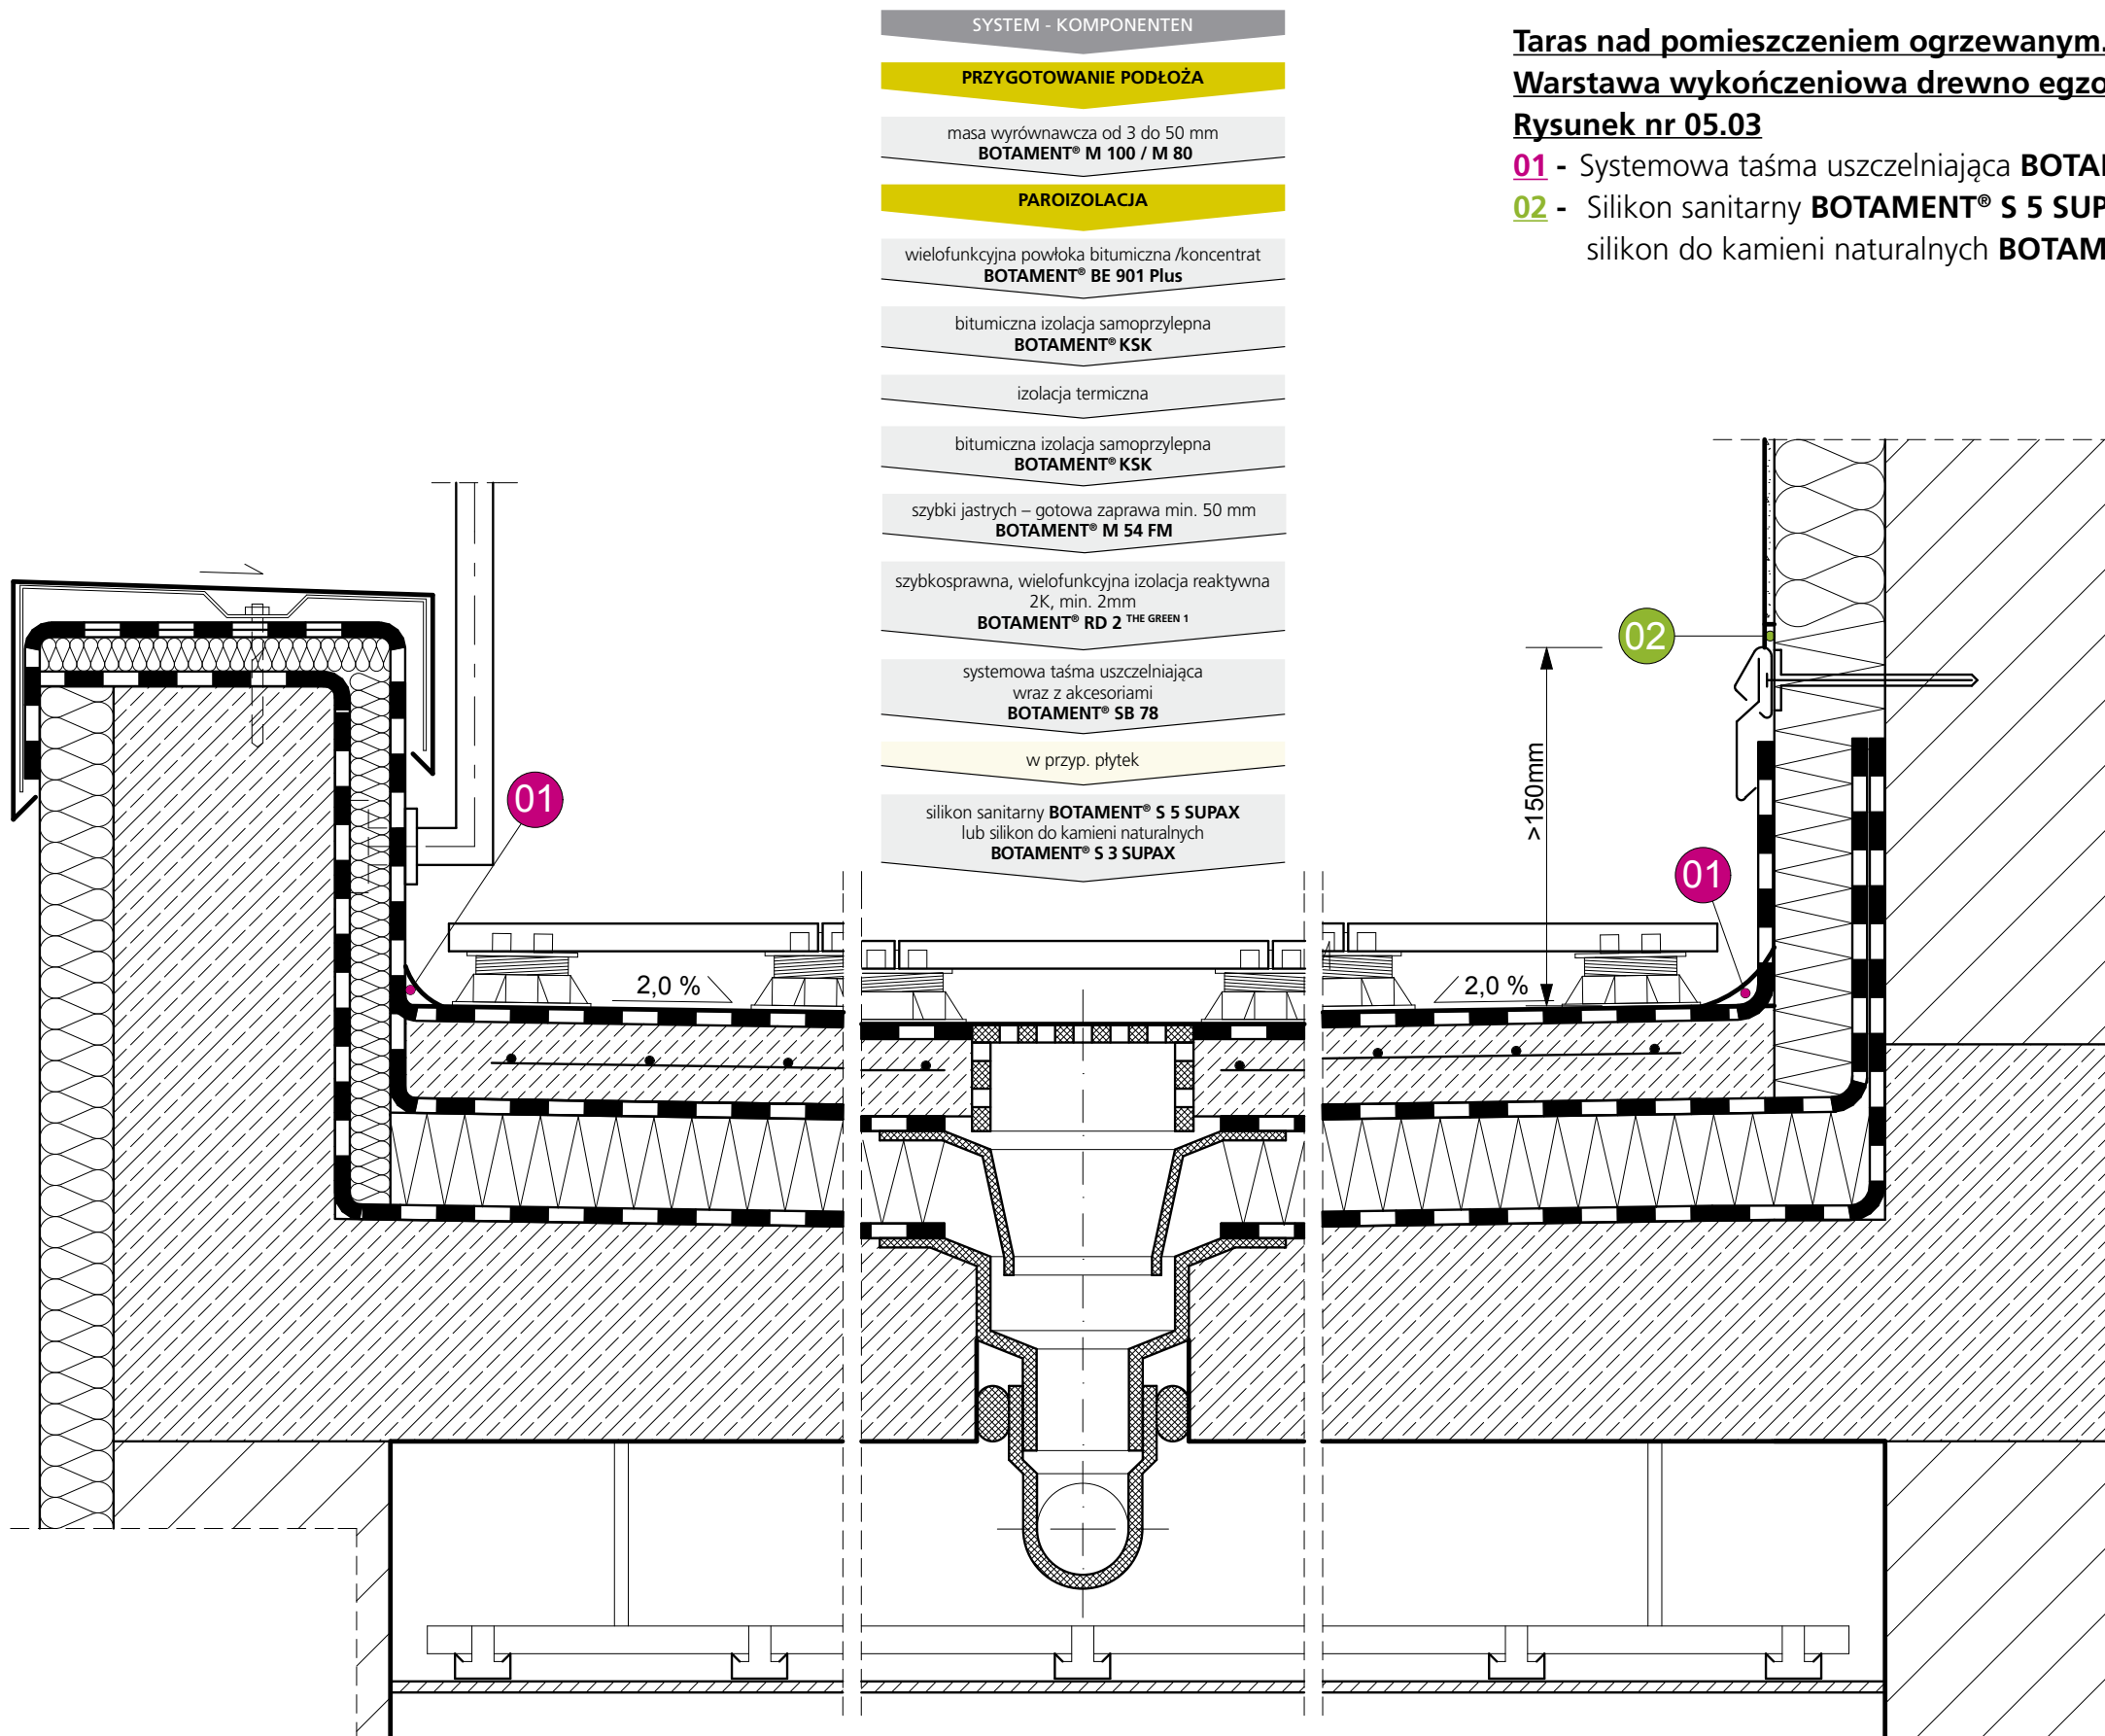 SYSTEM - KOMPONENTEN
PRZYGOTOWANIE PODŁOŻA
masa wyrównawcza od 3 do 50 mm
BOTAMENT® M 100 / M 80
PAROIZOLACJA
wielofunkcyjna powłoka bitumiczna /koncentrat
BOTAMENT® BE 901 Plus
bitumiczna izolacja samoprzylepna
BOTAMENT® KSK
izolacja termiczna
bitumiczna izolacja samoprzylepna
BOTAMENT® KSK
szybki jastrych – gotowa zaprawa min. 50 mm
BOTAMENT® M 54 FM
szybkosprawna, wielofunkcyjna izolacja reaktywna
2K, min. 2mm
BOTAMENT® RD 2 THE GREEN 1
systemowa taśma uszczelniająca
wraz z akcesoriami
BOTAMENT® SB 78
w przyp. płytek
silikon sanitarny BOTAMENT® S 5 SUPAX
lub silikon do kamieni naturalnych
BOTAMENT® S 3 SUPAX
Taras nad pomieszczeniem ogrzewanym.
Warstawa wykończeniowa drewno egzo
Rysunek nr 05.03
01 - Systemowa taśma uszczelniająca BOTA
02 - Silikon sanitarny BOTAMENT® S 5 SUP
silikon do kamieni naturalnych BOTAM
02
01
>150mm
01
2,0 %
2,0 %